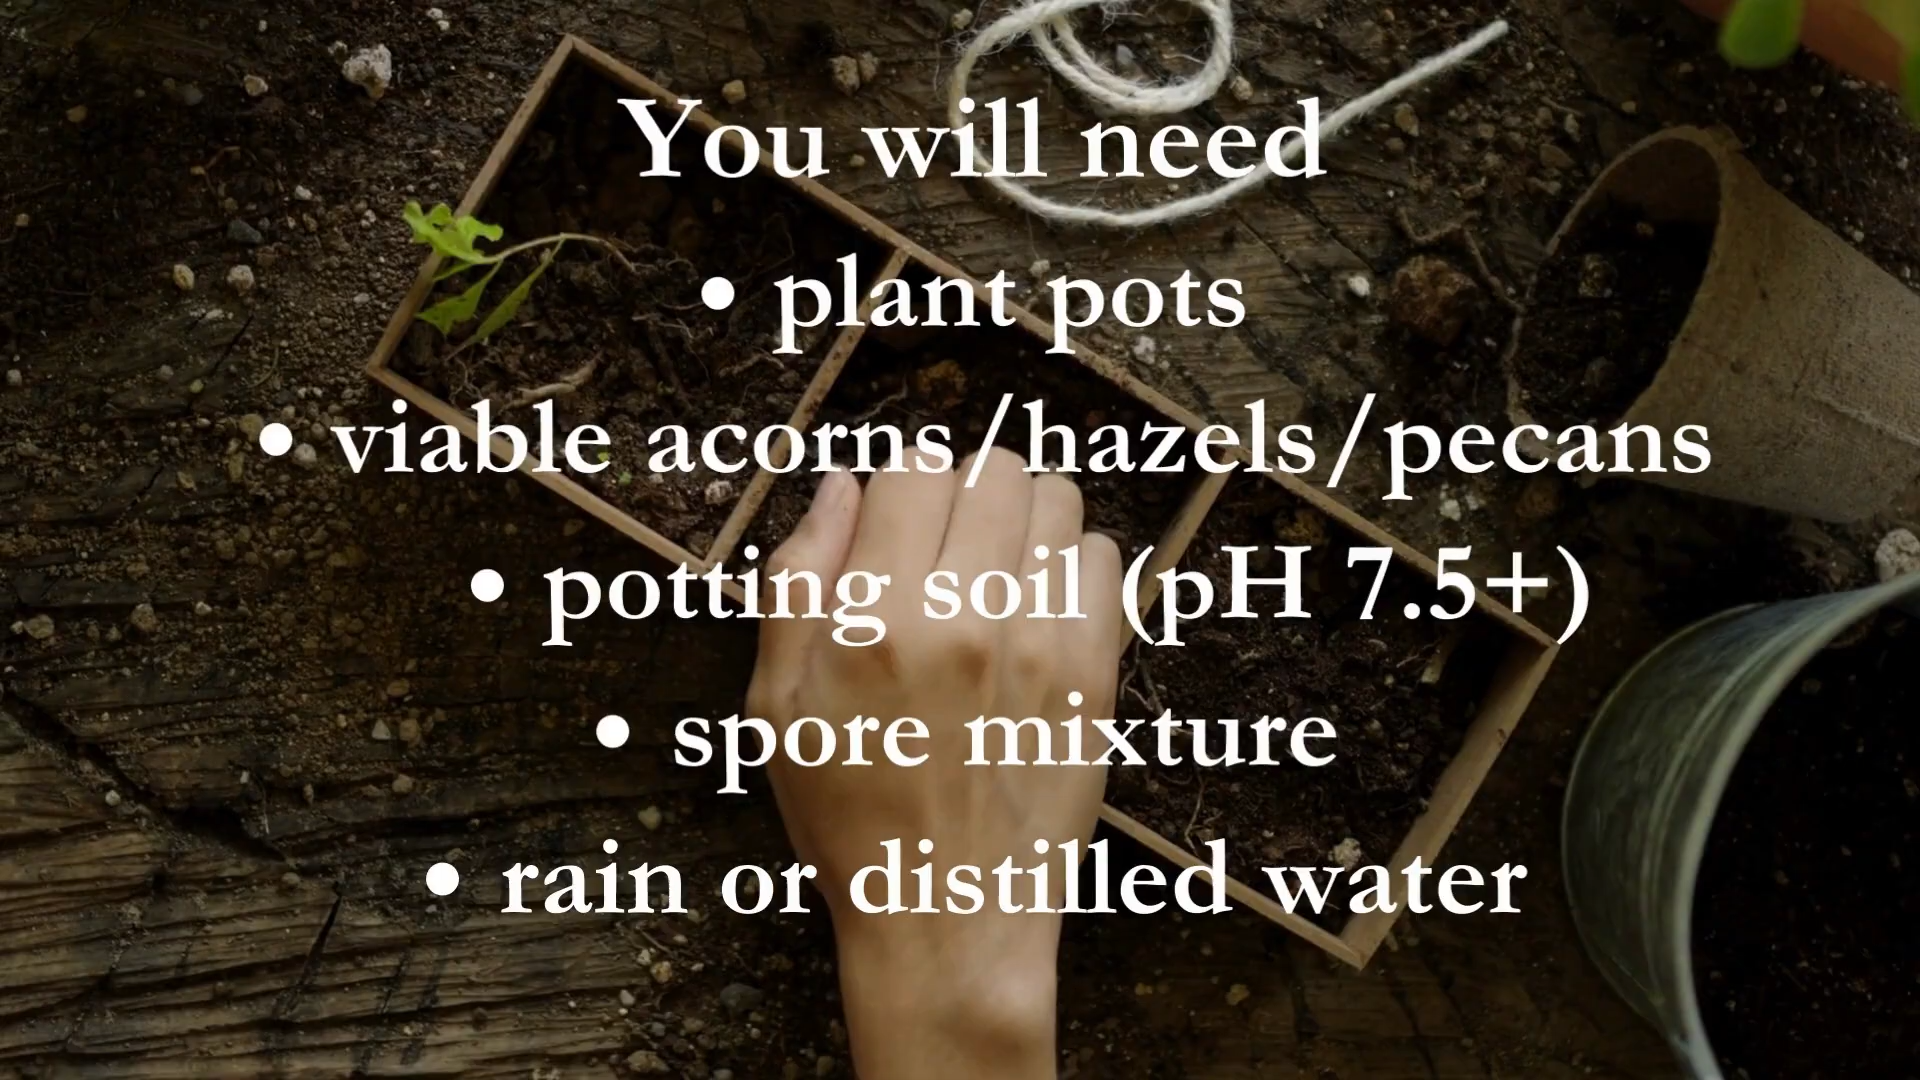 You will need
• plant pots
• viable acorns/hazels/pecans
• potting soil (pH 7.5+)
• spore mixture
• rain or distilled water